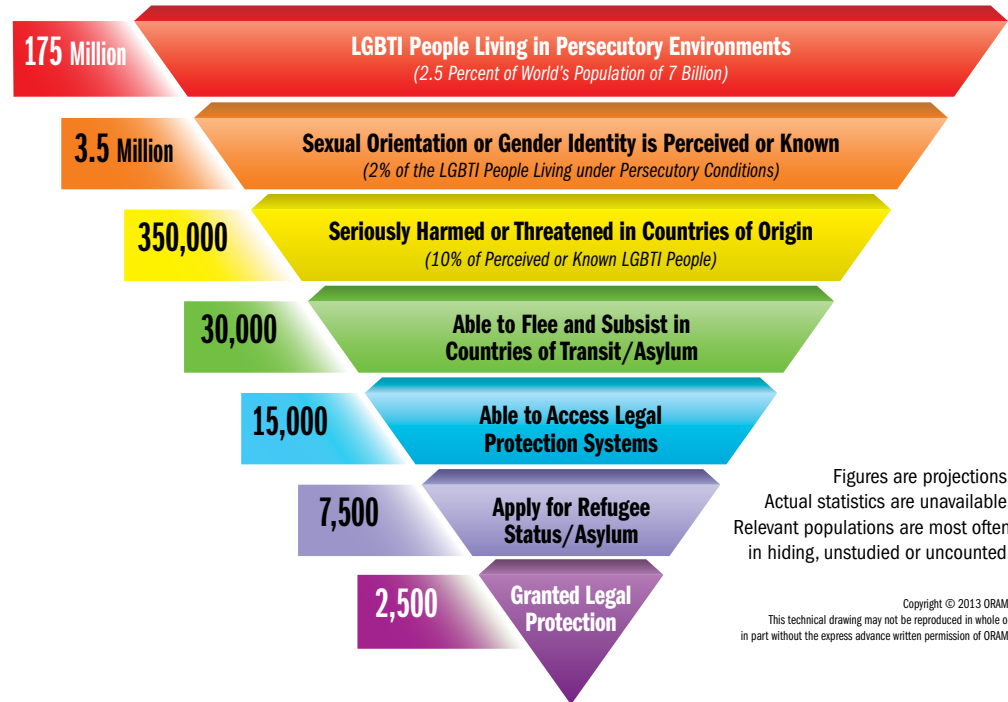 175 Million
LGBTI People Living in Persecutory Environments
(2.5 Percent of World's Population of 7 Billion)
3.5 Million
Sexual Orientation or Gender Identity is Perceived or Known
(2% of the LGBTI People Living under Persecutory Conditions)
350,000
Seriously Harmed or Threatened in Countries of Origin
(10% of Perceived or Known LGBTI People)
30,000
Able to Flee and Subsist in
Countries of Transit/Asylum
15,000
Able to Access Legal
Protection Systems
7,500
Apply for Refugee
Status/Asylum
2,500
Granted Legal
Protection
Figures are projections
Actual statistics are unavailable
Relevant populations are most often
in hiding, unstudied or uncounted
Copyright © 2013 ORAM
This technical drawing may not be reproduced in whole o
in part without the express advance written permission of ORAM